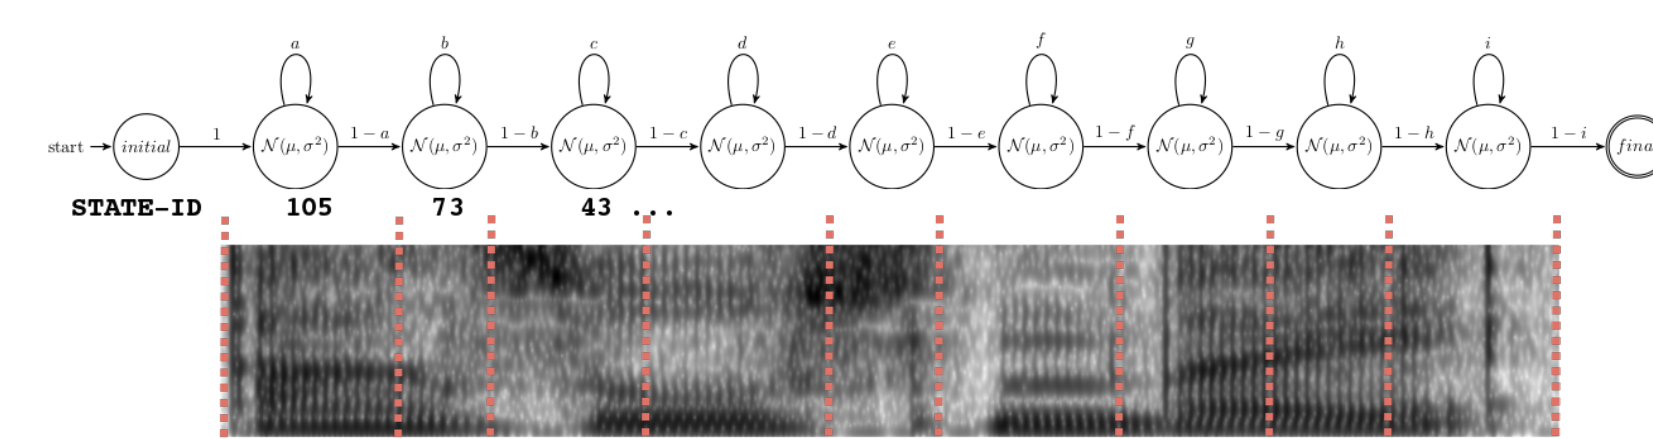 a b c d e f g h i
start initial 1 𝒩(μ, σ²) 1 − a 𝒩(μ, σ²) 1 − b 𝒩(μ, σ²) 1 − c 𝒩(μ, σ²) 1 − d 𝒩(μ, σ²) 1 − e 𝒩(μ, σ²) 1 − f 𝒩(μ, σ²) 1 − g 𝒩(μ, σ²) 1 − h 𝒩(μ, σ²) 1 − i fina
STATE-ID 105 73 43 ...